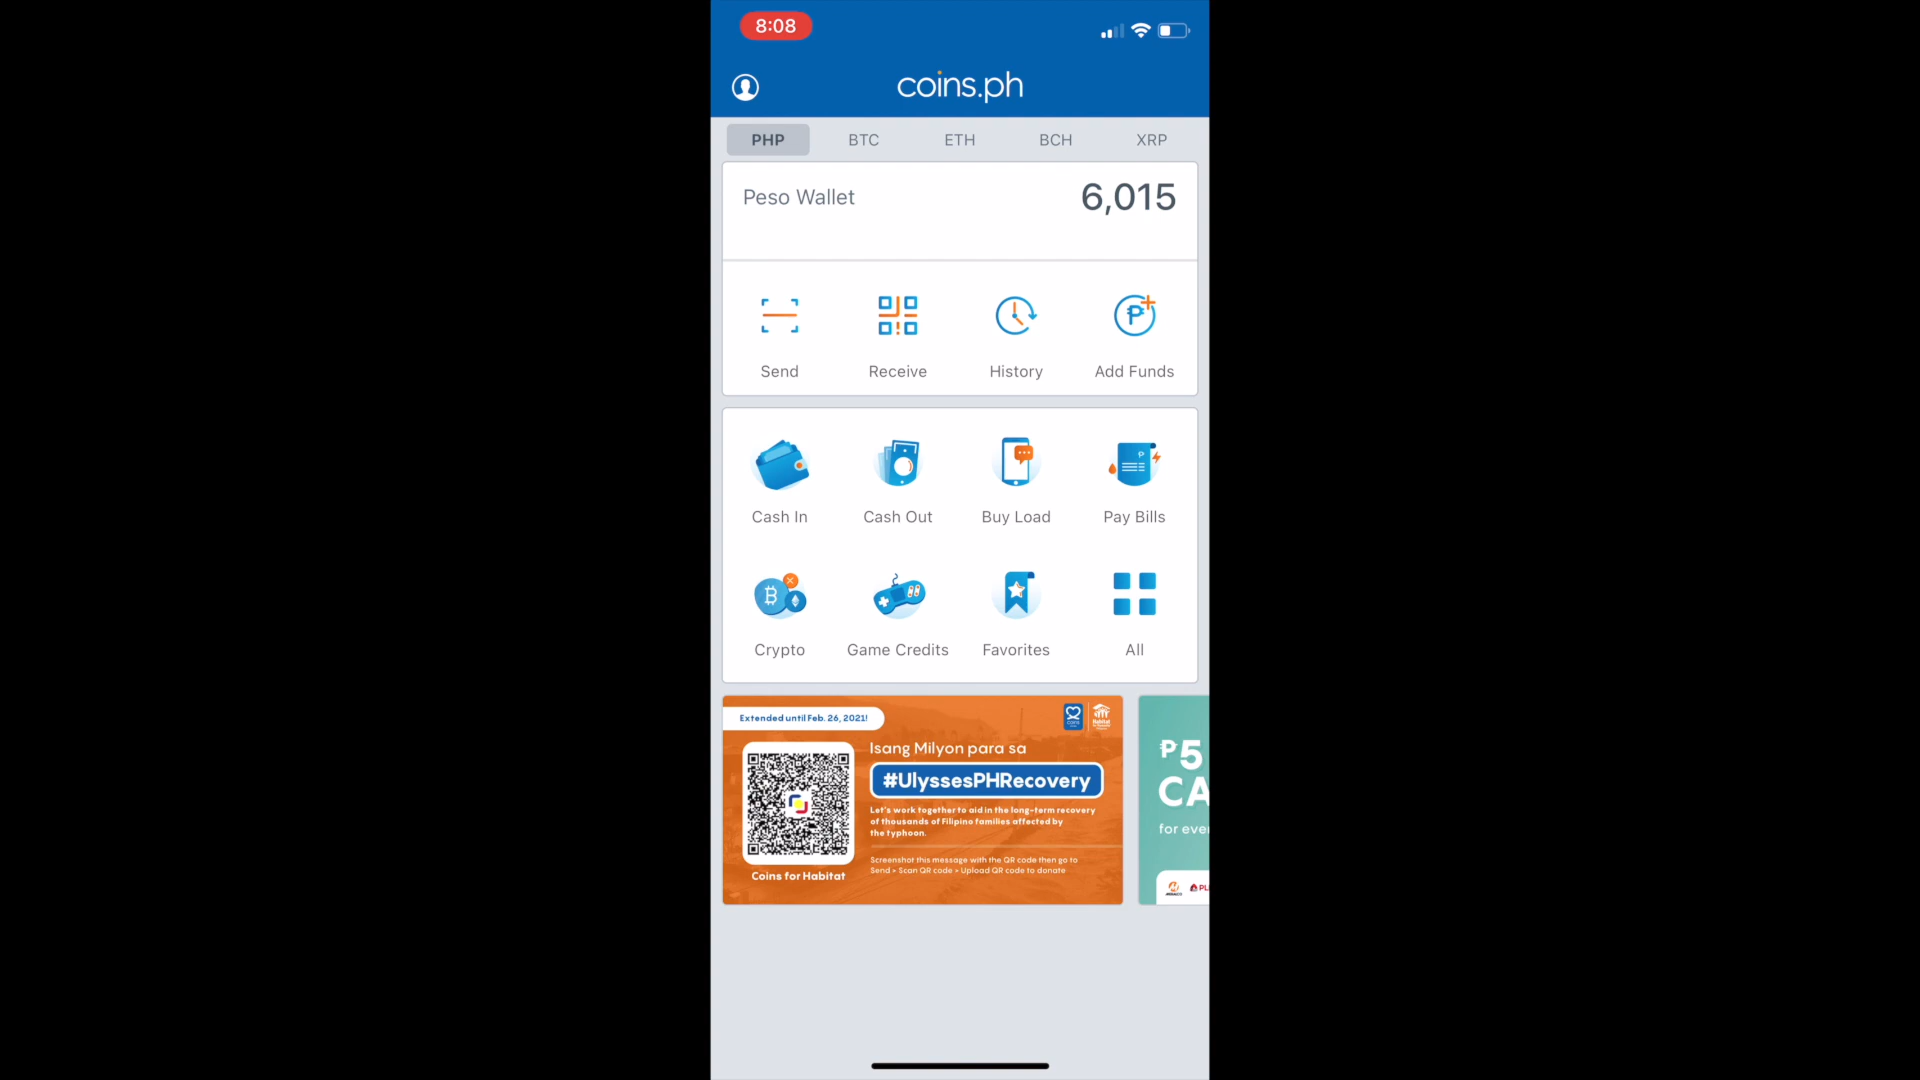 8:08
coins.ph
PHP BTC ETH BCH XRP
Peso Wallet 6,015
Send Receive History Add Funds
Cash In Cash Out Buy Load Pay Bills
Crypto Game Credits Favorites All
Extended until Feb. 26, 2021!
Isang Milyon para sa
#UlyssesPHRecovery
Let's work together to aid in the long-term recovery
of thousands of Filipino families affected by
the typhoon.
Screenshot this message with the QR code then go to
Send > Scan QR code > Upload QR code to donate
Coins for Habitat
₱5
CA
for eve
PL